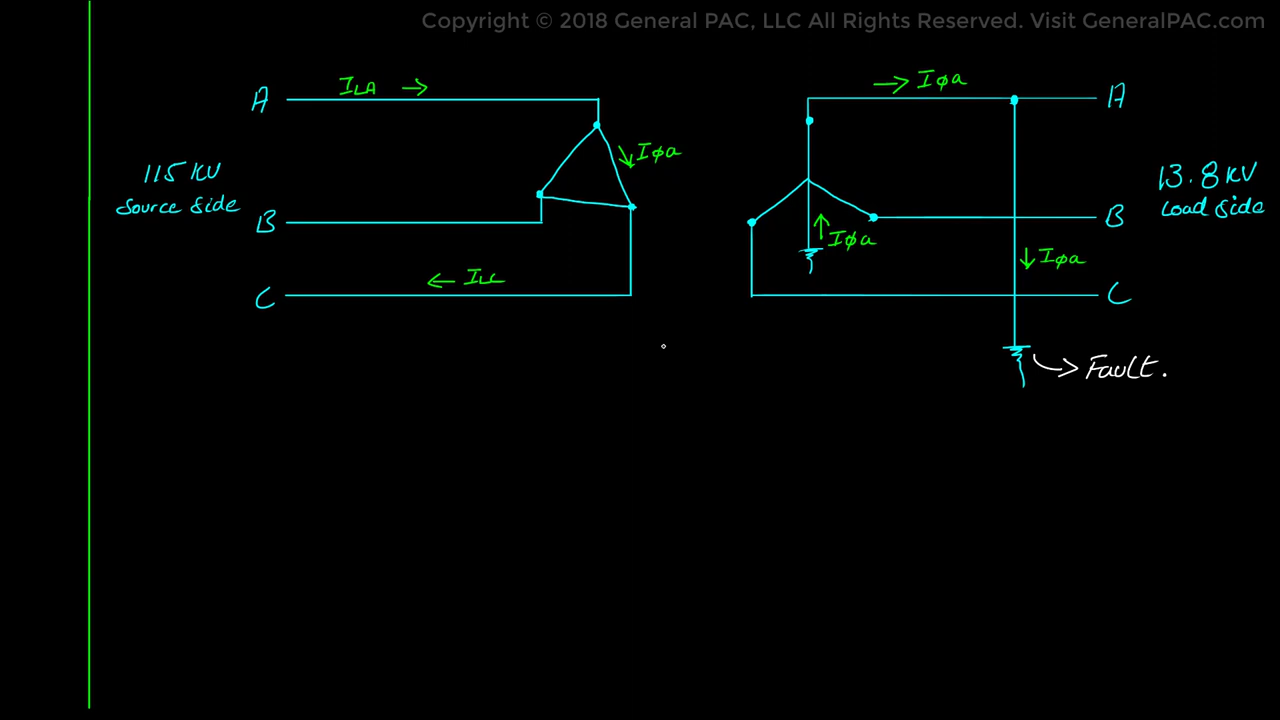 Copyright © 2018 General PAC, LLC All Rights Reserved. Visit GeneralPAC.com
A
ILA →
→ Iϕa
A
↓ Iϕa
115 KV
Source Side
13.8 KV
Load Side
B
↑ Iϕa
B
↓ Iϕa
C
← ILC
C
→ Fault.